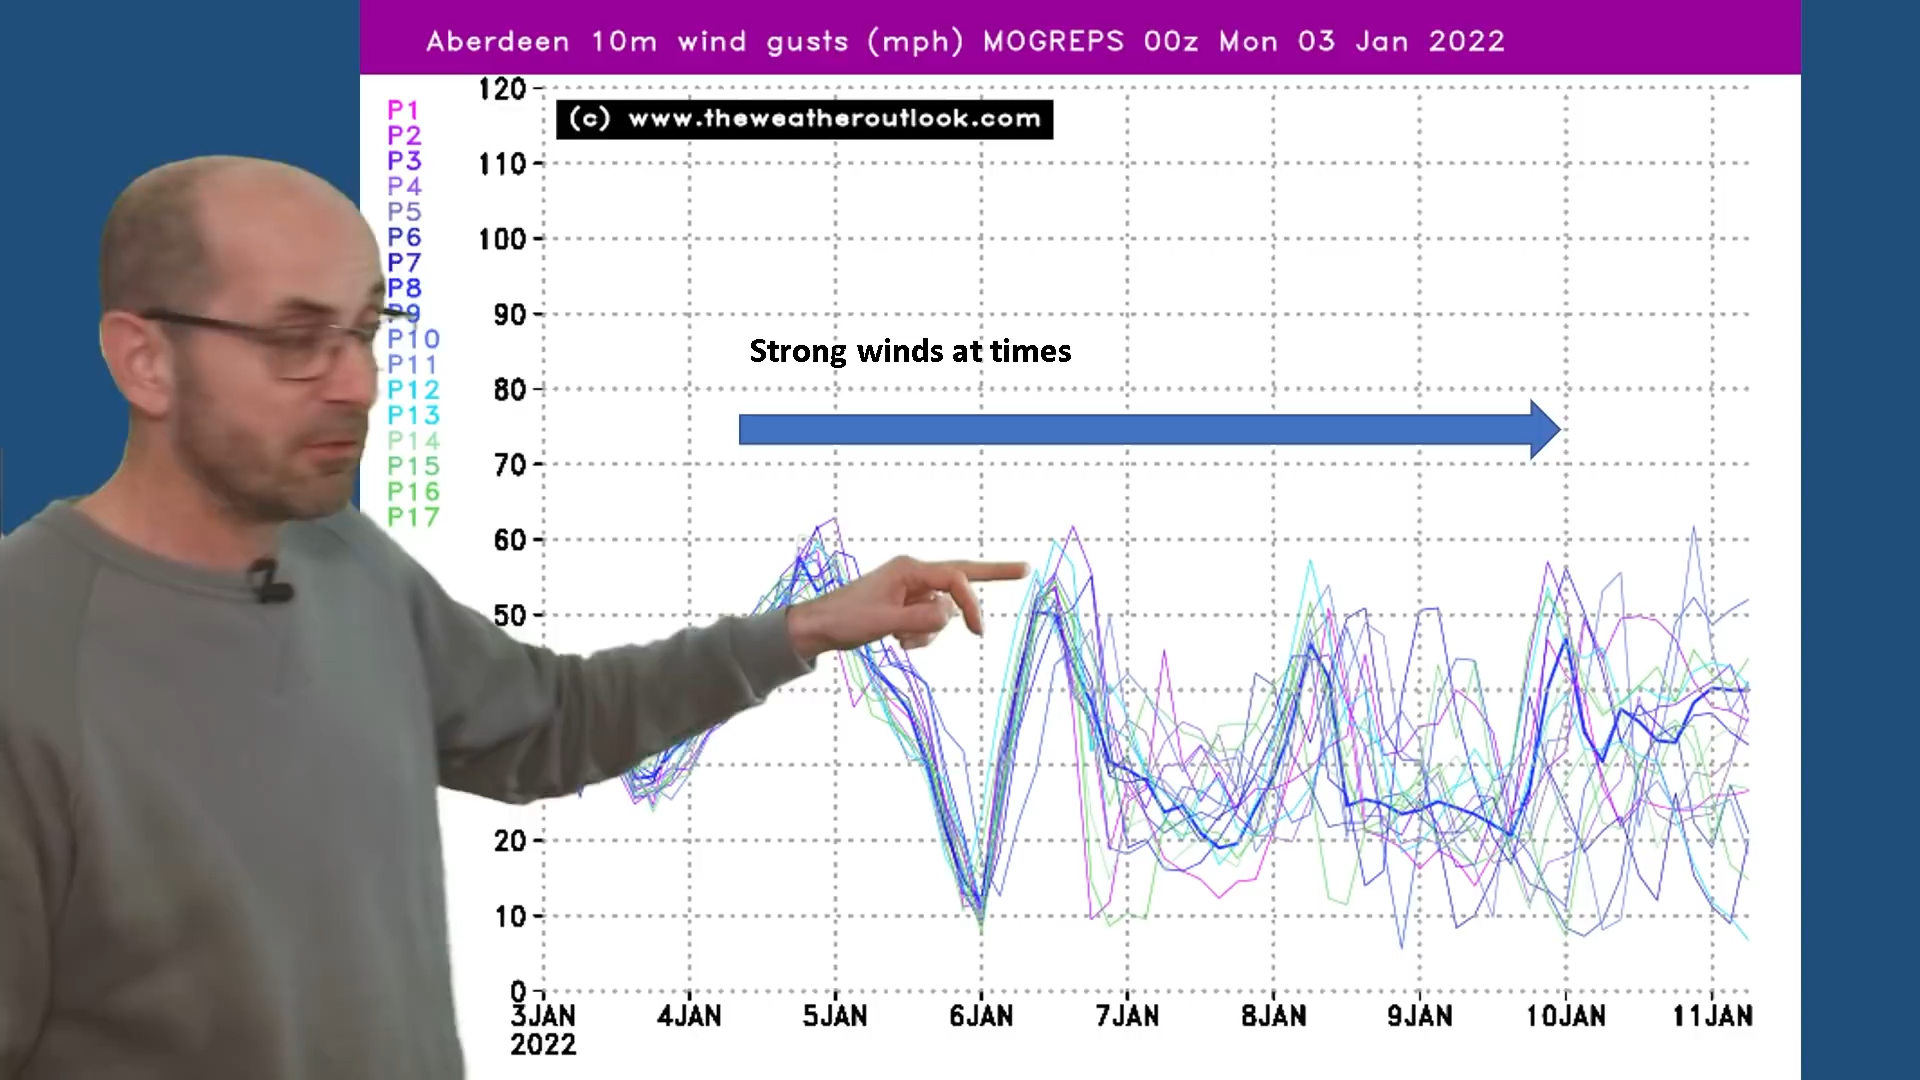 Aberdeen 10m wind gusts (mph) MOGREPS 00z Mon 03 Jan 2022
(c) www.theweatheroutlook.com
P1
P2
P3
P4
P5
P6
P7
P8
P9
P10
P11
P12
P13
P14
P15
P16
P17
120
110
100
90
80
70
60
50
20
10
0
Strong winds at times
3JAN 4JAN 5JAN 6JAN 7JAN 8JAN 9JAN 10JAN 11JAN
2022